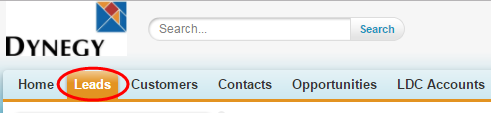 DYNEGY
Search... Search
Home Leads Customers Contacts Opportunities LDC Accounts